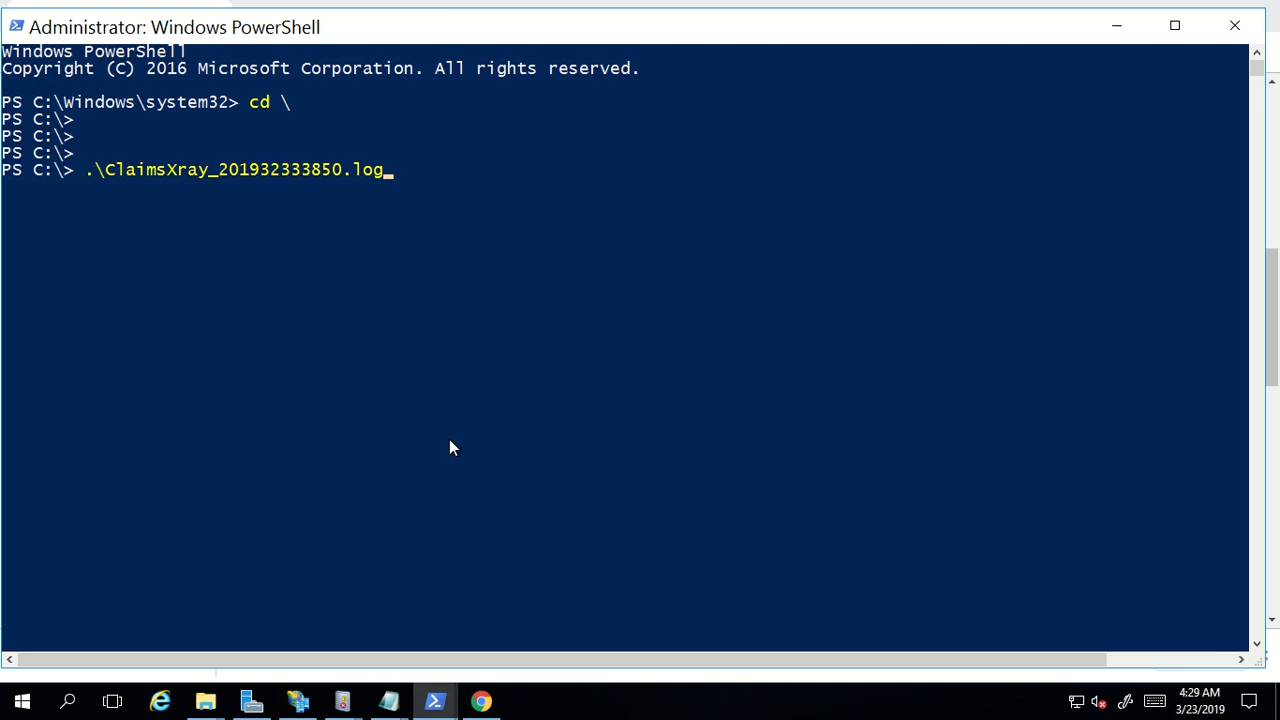 Administrator: Windows PowerShell
Windows PowerShell
Copyright (C) 2016 Microsoft Corporation. All rights reserved.
PS C:\Windows\system32> cd \
PS C:\>
PS C:\>
PS C:\>
PS C:\> .\ClaimsXray_201932333850.log
4:29 AM
3/23/2019